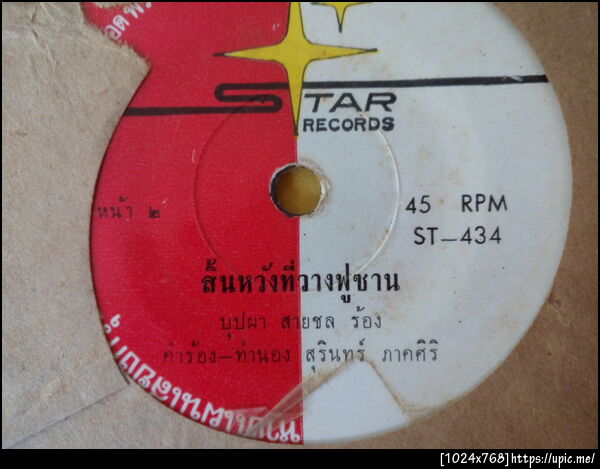 STAR
RECORDS
หน้า ๒
45 RPM
ST-434
สิ้นหวังที่วางฟูซาน
บุปผา สายชล ร้อง
คำร้อง-ทำนอง สุรินทร์ ภาคศิริ
[1024x768]https://upic.me/